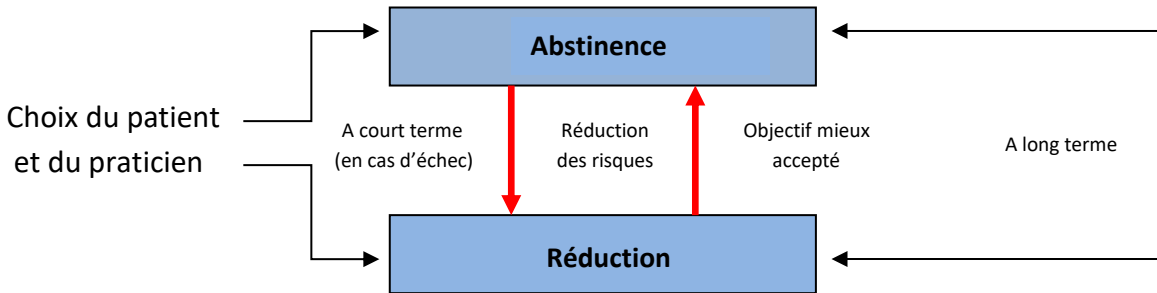 Abstinence
Choix du patient
et du praticien
A court terme
(en cas d'échec)
Réduction
des risques
Objectif mieux
accepté
A long terme
Réduction